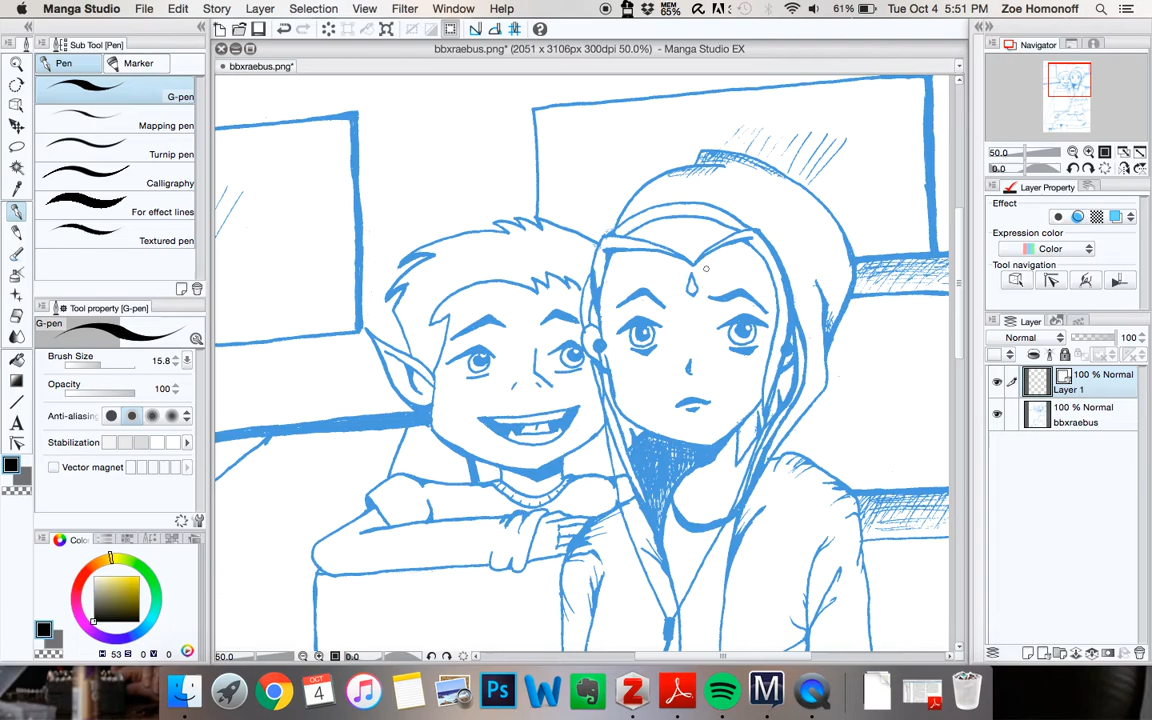 Manga Studio File Edit Story Layer Selection View Filter Window Help MEM 65% 61% Tue Oct 4 5:51 PM Zoe Homonoff
bbxraebus.png* (2051 x 3106px 300dpi 50.0%) - Manga Studio EX
bbxraebus.png*
Sub Tool [Pen]
Pen Marker
G-pen
Mapping pen
Turnip pen
Calligraphy
For effect lines
Textured pen
Tool property [G-pen]
G-pen
Brush Size 15.8
Opacity 100
Anti-aliasing
Stabilization
Vector magnet
Color
H 53 S 0 V 0
50.0 0.0
Navigator
50.0
0.0
Layer Property
Effect
Expression color
Color
Tool navigation
Layer
Normal 100
100 % Normal
Layer 1
100 % Normal
bbxraebus
OCT
4
Ps